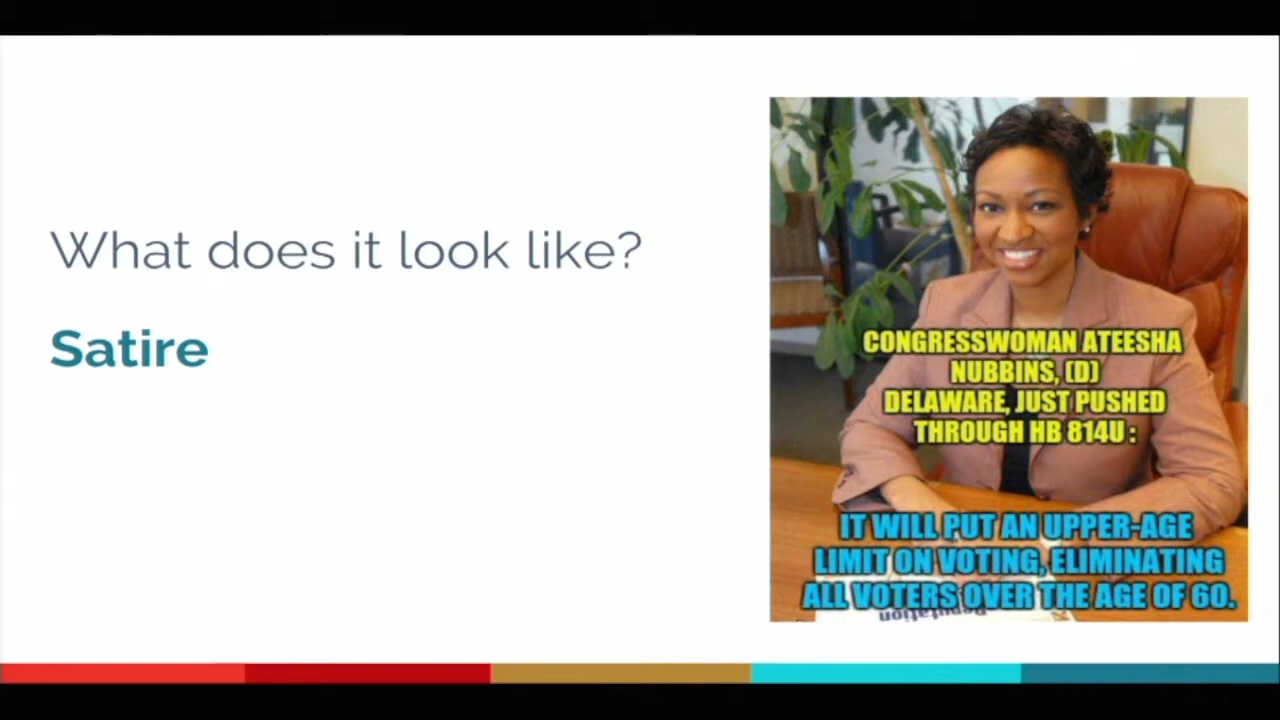 What does it look like?
Satire
CONGRESSWOMAN ATEESHA
NUBBINS, (D)
DELAWARE, JUST PUSHED
THROUGH HB 814U :
IT WILL PUT AN UPPER-AGE
LIMIT ON VOTING, ELIMINATING
ALL VOTERS OVER THE AGE OF 60.